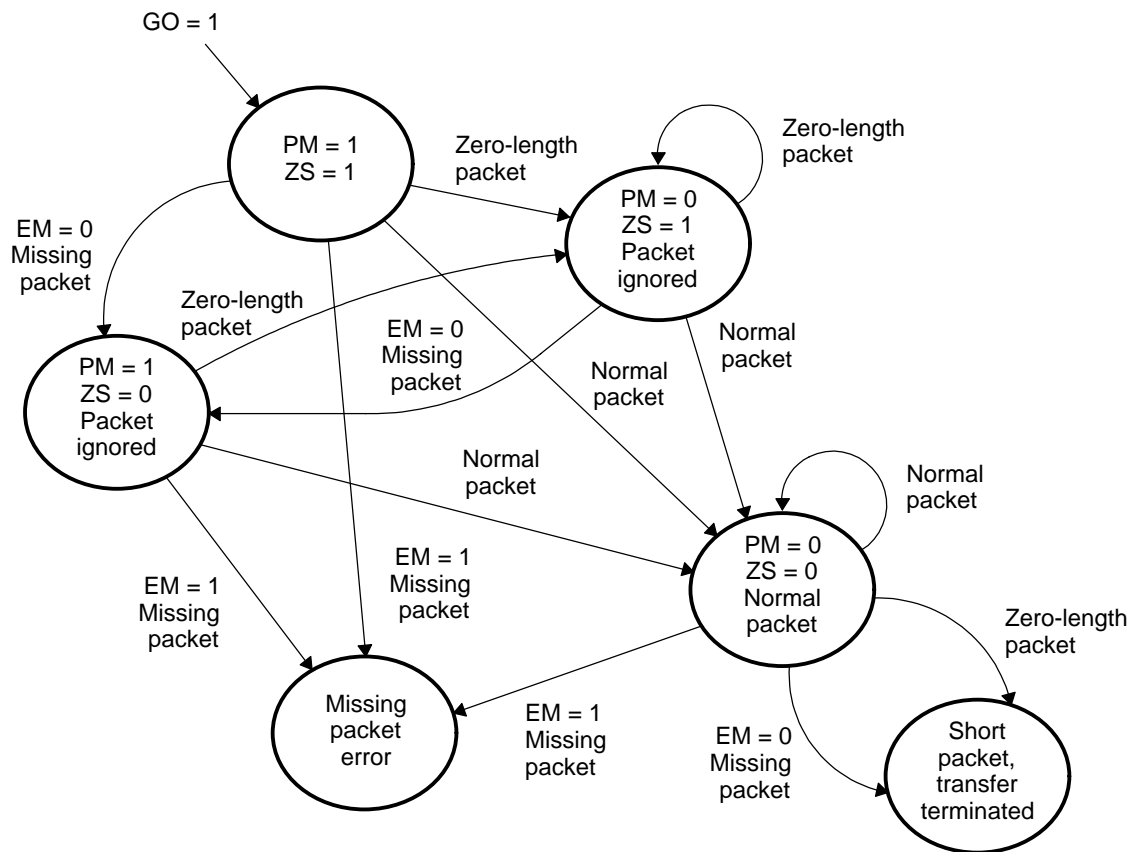 GO = 1
PM = 1
ZS = 1
Zero-length
packet
Zero-length
packet
PM = 0
ZS = 1
Packet
ignored
EM = 0
Missing
packet
Zero-length
packet
EM = 0
Missing
packet
Normal
packet
Normal
packet
PM = 1
ZS = 0
Packet
ignored
Normal
packet
Normal
packet
PM = 0
ZS = 0
Normal
packet
EM = 1
Missing
packet
EM = 1
Missing
packet
Zero-length
packet
Missing
packet
error
EM = 1
Missing
packet
EM = 0
Missing
packet
Short
packet,
transfer
terminated